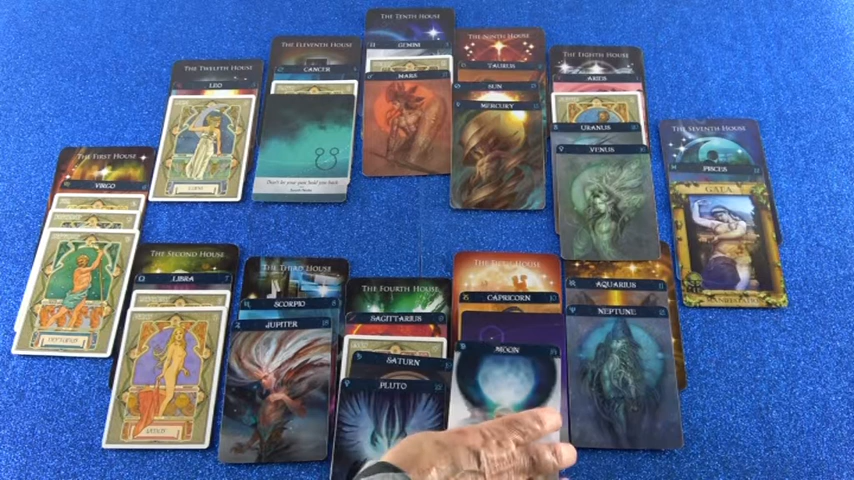 THE TENTH HOUSE
GEMINI
MARS
THE ELEVENTH HOUSE
CANCER
Don't let your past hold you back
THE NINTH HOUSE
TAURUS
SUN
MERCURY
THE EIGHTH HOUSE
ARIES
URANUS
VENUS
THE TWELFTH HOUSE
LEO
THE SEVENTH HOUSE
PISCES
GAEA
THE FIRST HOUSE
VIRGO
NEPTUNUS
THE SECOND HOUSE
LIBRA
VENUS
THE THIRD HOUSE
SCORPIO
JUPITER
THE FOURTH HOUSE
SAGITTARIUS
SATURN
PLUTO
CAPRICORN
MOON
AQUARIUS
NEPTUNE